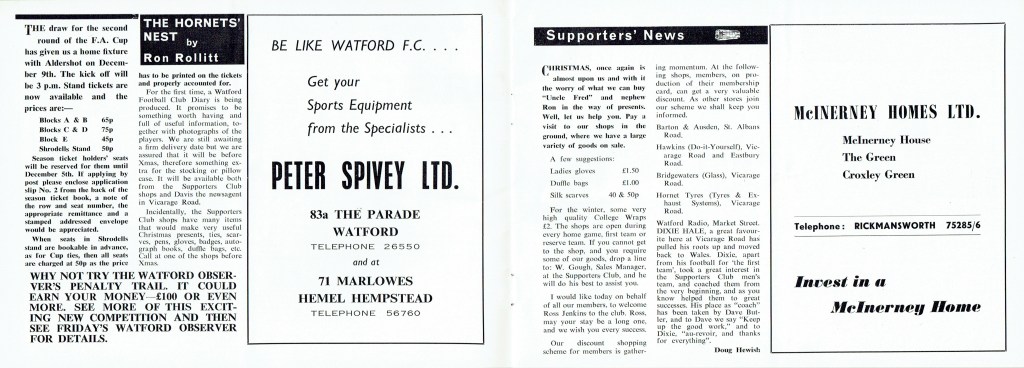 THE HORNETS'
NEST by
Ron Rollitt
THE draw for the second
round of the F.A. Cup
has given us a home fixture
with Aldershot on Decem-
ber 9th. The kick off will
be 3 p.m. Stand tickets are
now available and the
prices are:—
Blocks A & B 65p
Blocks C & D 75p
Block E 45p
Shrodells Stand 50p
Season ticket holders' seats
will be reserved for them until
December 5th. If applying by
post please enclose application
slip No. 2 from the back of the
season ticket book, a note of
the row and seat number, the
appropriate remittance and a
stamped addressed envelope
would be appreciated.
When seats in Shrodells
stand are bookable in advance,
as for Cup ties, then all seats
are charged at 50p as the price
has to be printed on the tickets
and properly accounted for.
For the first time, a Watford
Football Club Diary is being
produced. It promises to be
something worth having and
full of useful information, to-
gether with photographs of the
players. We are still awaiting
a firm delivery date but we are
assured that it will be before
Xmas, therefore something ex-
tra for the stocking or pillow
case. It will be available both
from the Supporters Club
shops and Davis the newsagent
in Vicarage Road.
Incidentally, the Supporters
Club shops have many items
that would make very useful
Christmas presents, ties, scar-
ves, pens, gloves, badges, autog-
raph books, duffle bags, etc.
Call at one of the shops before
Xmas.
WHY NOT TRY THE WATFORD OBSER-
VER'S PENALTY TRAIL. IT COULD
EARN YOUR MONEY—£100 OR EVEN
MORE. SEE MORE OF THIS EXCIT-
ING NEW COMPETITION AND THEN
SEE FRIDAY'S WATFORD OBSERVER
FOR DETAILS.
BE LIKE WATFORD F.C. . . .
Get your
Sports Equipment
from the Specialists . . .
PETER SPIVEY LTD.
83a THE PARADE
WATFORD
TELEPHONE 26550
and at
71 MARLOWES
HEMEL HEMPSTEAD
TELEPHONE 56760
Supporters' News
CHRISTMAS, once again is
almost upon us and with it
the worry of what we can buy
"Uncle Fred" and nephew
Ron in the way of presents.
Well, let us help you. Pay a
visit to our shops in the
ground, where we have a large
variety of goods on sale.
A few suggestions:
Ladies gloves £1.50
Duffle bags £1.00
Silk scarves 40 & 50p
For the winter, some very
high quality College Wraps
£2. The shops are open during
every home game, first team or
reserve team. If you cannot get
to the shop, and you require
some of our goods, drop a line
to: W. Gough, Sales Manager,
at the Supporters Club, and he
will do his best to assist you.
I would like today on behalf
of all our members, to welcome
Ross Jenkins to the club. Ross,
may your stay be a long one,
and we wish you every success.
Our discount shopping
scheme for members is gather-
ing momentum. At the follow-
ing shops, members, on pro-
duction of their membership
card, can get a very valuable
discount. As other stores join
our scheme we shall keep you
informed.
Barton & Ausden, St. Albans
Road.
Hawkins (Do-it-Yourself), Vic-
arage Road and Eastbury
Road.
Bridgewaters (Glass), Vicarage
Road.
Hornet Tyres (Tyres & Ex-
haust Systems), Vicarage
Road.
Watford Radio, Market Street.
DIXIE HALE, a great favour-
ite here at Vicarage Road has
pulled his roots up and moved
back to Wales. Dixie, apart
from his football for 'the first
team', took a great interest in
the Supporters Club men's
team, and coached them from
the very beginning, and as you
know helped them to great
successes. His place as "coach"
has been taken by Dave But-
ler, and to Dave we say "Keep
up the good work," and to
Dixie, "au-revoir, and thanks
for everything".
Doug Hewish
McINERNEY HOMES LTD.
McInerney House
The Green
Croxley Green
Telephone: RICKMANSWORTH 75285/6
Invest in a
McInerney Home